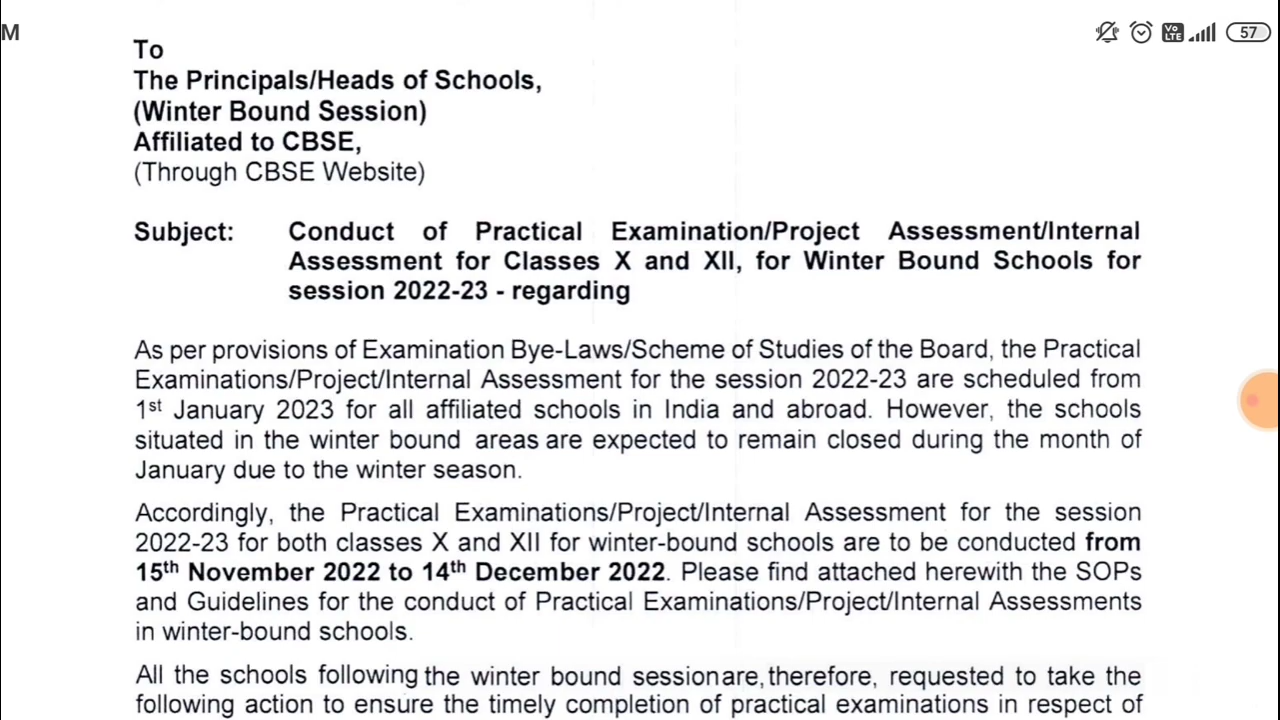 M
57
To
The Principals/Heads of Schools,
(Winter Bound Session)
Affiliated to CBSE,
(Through CBSE Website)
Subject: Conduct of Practical Examination/Project Assessment/Internal
Assessment for Classes X and XII, for Winter Bound Schools for
session 2022-23 - regarding
As per provisions of Examination Bye-Laws/Scheme of Studies of the Board, the Practical
Examinations/Project/Internal Assessment for the session 2022-23 are scheduled from
1st January 2023 for all affiliated schools in India and abroad. However, the schools
situated in the winter bound areas are expected to remain closed during the month of
January due to the winter season.
Accordingly, the Practical Examinations/Project/Internal Assessment for the session
2022-23 for both classes X and XII for winter-bound schools are to be conducted from
15th November 2022 to 14th December 2022. Please find attached herewith the SOPs
and Guidelines for the conduct of Practical Examinations/Project/Internal Assessments
in winter-bound schools.
All the schools following the winter bound sessionare, therefore, requested to take the
following action to ensure the timely completion of practical examinations in respect of